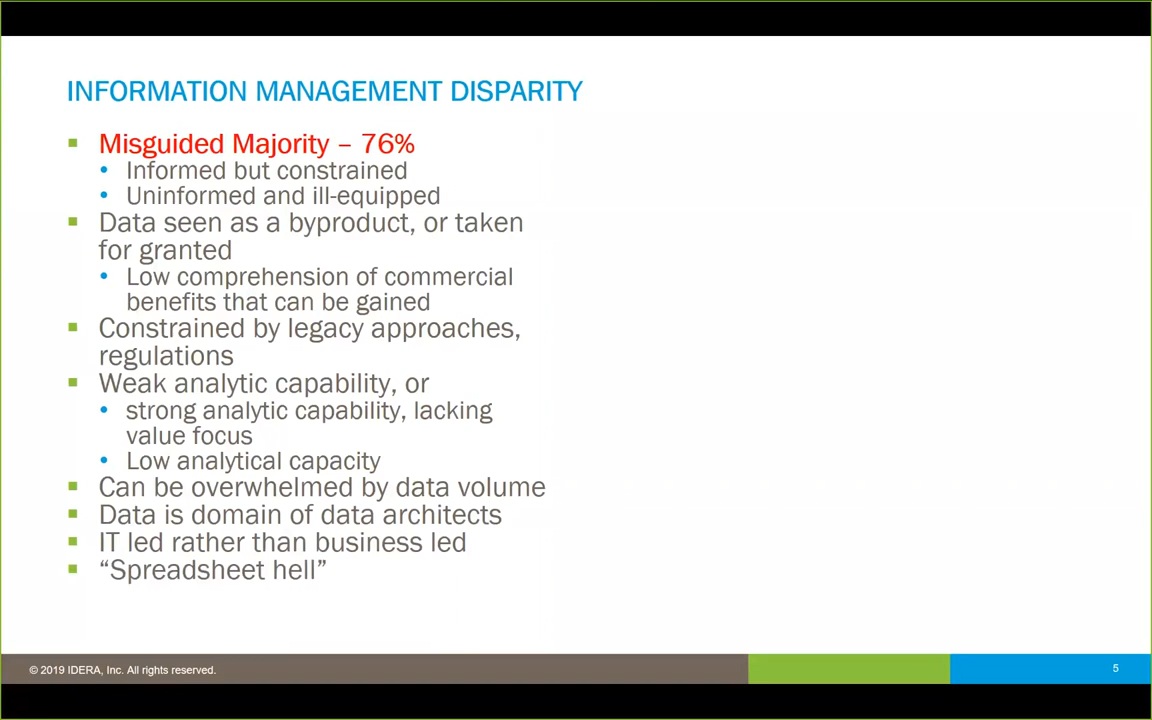 INFORMATION MANAGEMENT DISPARITY
Misguided Majority – 76%
Informed but constrained
Uninformed and ill-equipped
Data seen as a byproduct, or taken
for granted
Low comprehension of commercial
benefits that can be gained
Constrained by legacy approaches,
regulations
Weak analytic capability, or
strong analytic capability, lacking
value focus
Low analytical capacity
Can be overwhelmed by data volume
Data is domain of data architects
IT led rather than business led
“Spreadsheet hell”
© 2019 IDERA, Inc. All rights reserved.
5